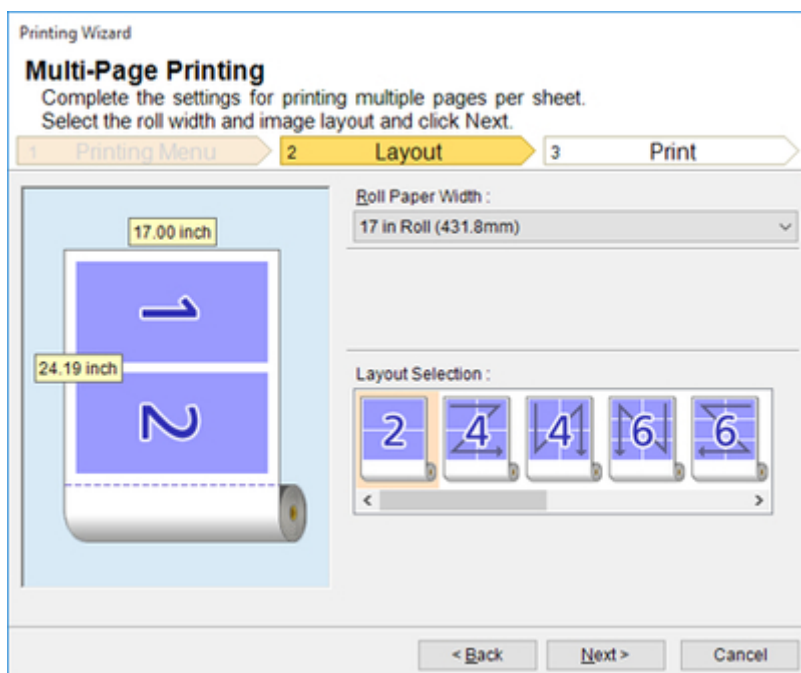 Printing Wizard
Multi-Page Printing
Complete the settings for printing multiple pages per sheet.
Select the roll width and image layout and click Next.
1 Printing Menu 2 Layout 3 Print
Roll Paper Width :
17 in Roll (431.8mm)
17.00 inch
1
24.19 inch
2
Layout Selection :
2 4 4 6 6
< Back Next > Cancel